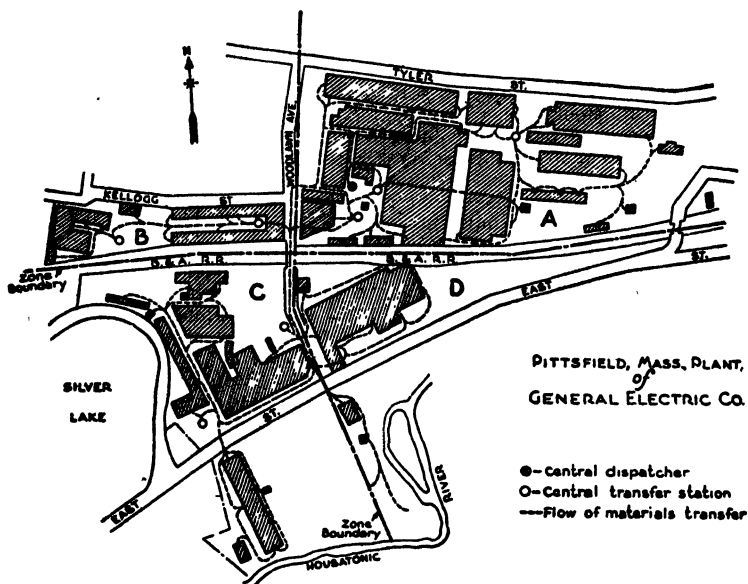 N
TYLER
ST.
WOODLAWN AVE
KELLOGG
ST
A
B
B. & A. R.R.
B. & A. R.R.
Zone
Boundary
C
D
EAST
ST.
SILVER
LAKE
ST.
EAST
PITTSFIELD, MASS., PLANT,
of
GENERAL ELECTRIC CO.
-Central dispatcher
-Central transfer station
-Flow of materials transfer
Zone
Boundary
RIVER
HOUSATONIC